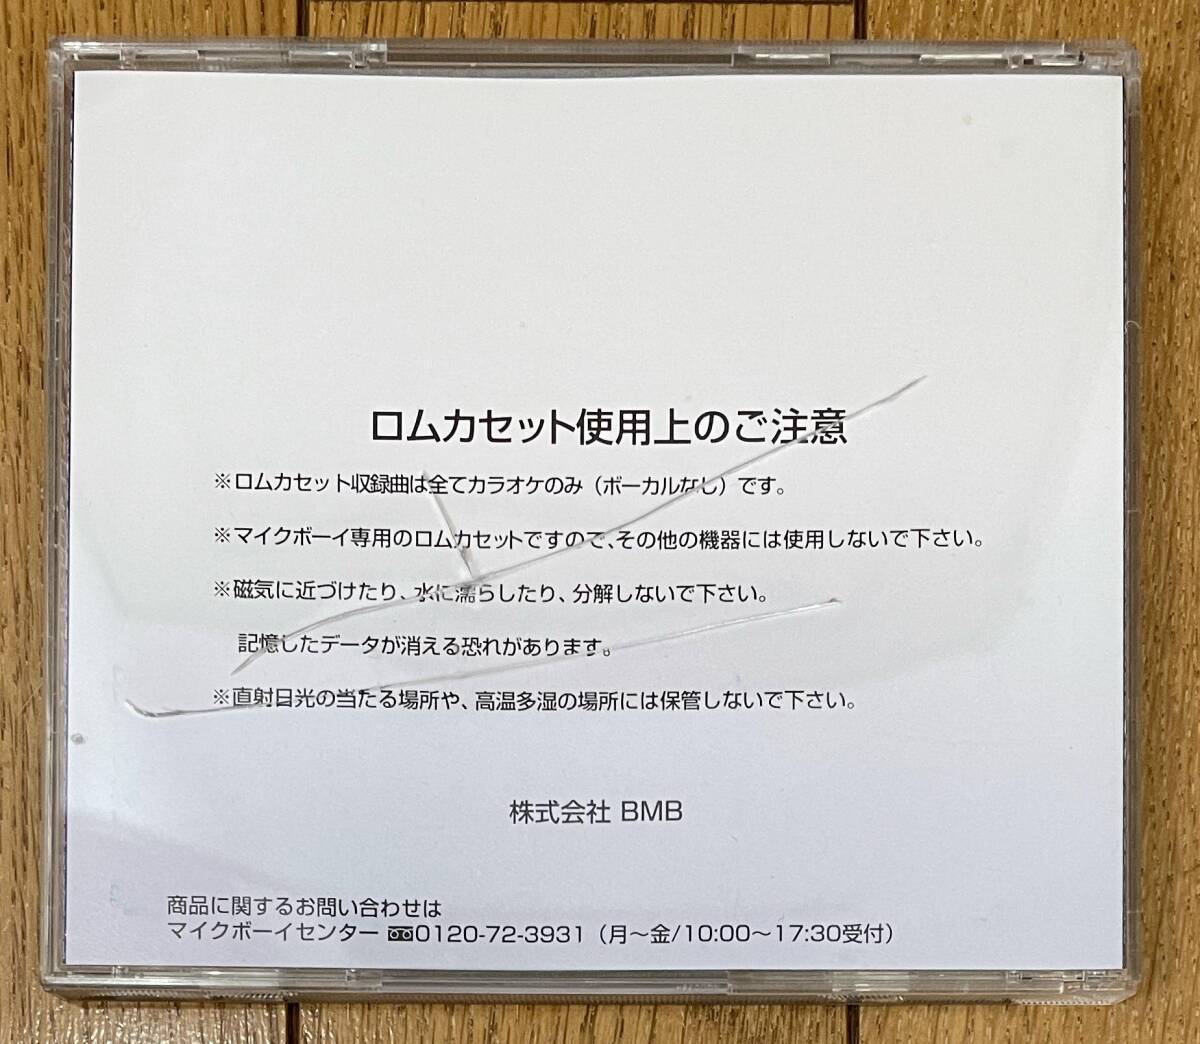 ロムカセット使用上のご注意
※ロムカセット収録曲は全てカラオケのみ（ボーカルなし）です。
※マイクボーイ専用のロムカセットですので、その他の機器には使用しないで下さい。
※磁気に近づけたり、水に濡らしたり、分解しないで下さい。
記憶したデータが消える恐れがあります。
※直射日光の当たる場所や、高温多湿の場所には保管しないで下さい。
株式会社 BMB
商品に関するお問い合わせは
マイクボーイセンター 0120-72-3931（月〜金/10:00〜17:30受付）